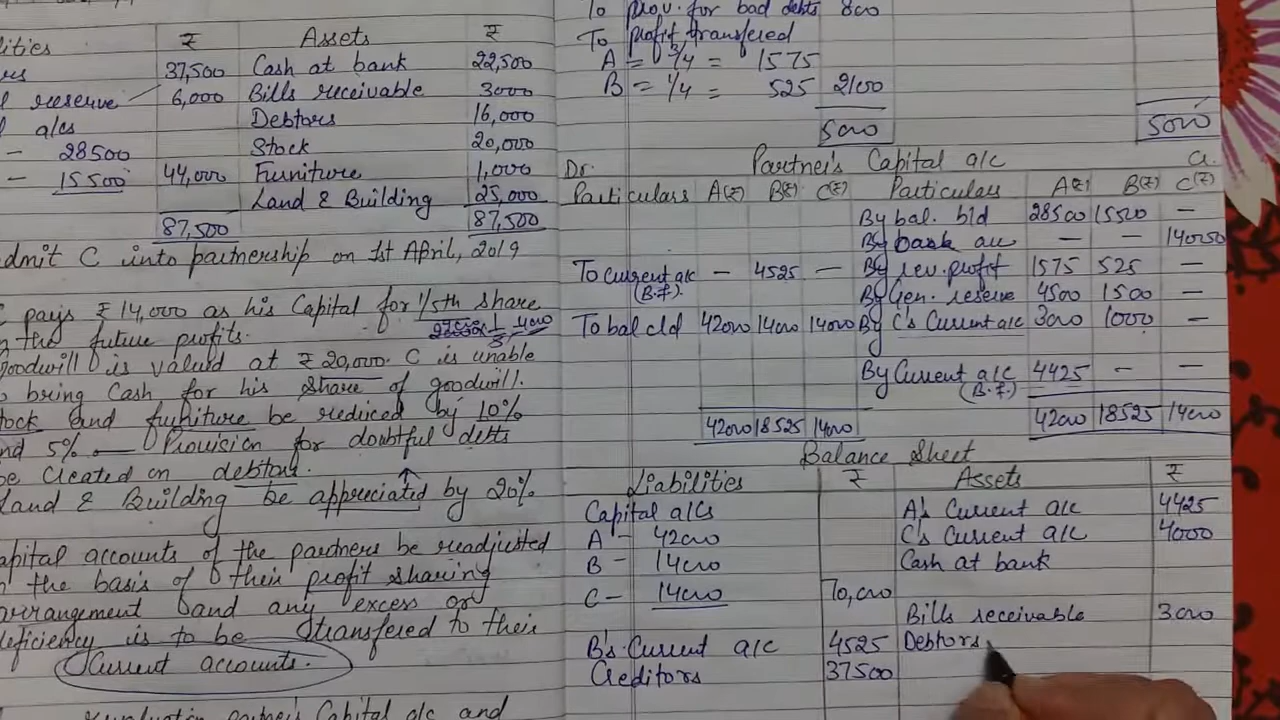 lities ₹ Assets ₹
rs 37,500 Cash at bank 22,500
l reserve 6,000 Bills receivable 3000
l a/cs Debtors 16,000
- 28500 Stock 20,000
- 15500 44,000 Furniture 1,000
Land & Building 25,000
87,500 87,500
dmit C into partnership on 1st April, 2019
C pays ₹ 14,000 as his Capital for 1/5th share
n the future profits.
goodwill is valued at ₹ 20,000. C is unable
o bring Cash for his share of goodwill.
tock and furniture be reduced by 10%
nd 5% Provision for doubtful debts
be created on debtors.
Land & Building be appreciated by 20%
apital accounts of the partners be readjusted
n the basis of their profit sharing
arrangement and any excess or
deficiency is to be transfered to their
Current accounts.
partner's Capital a/c and
To prov. for bad debts 800
To profit transfered
A = 3/4 = 1575
B = 1/4 = 525 2100
5000 5000
Partner's Capital a/c
Dr. Cr.
Particulars A(₹) B(₹) C(₹) Particulars A(₹) B(₹) C(₹)
By bal. b/d 28500 15500 -
By bank a/c - - 14000
To Current a/c - 4525 - By rev. profit 1575 525 -
(B.f.) By Gen. reserve 4500 1500 -
To bal c/d 42000 14000 14000 By C's Current a/c 3000 1000 -
By Current a/c 4425 - -
(B.f.)
42000 18525 14000 42000 18525 14000
Balance Sheet
Liabilities ₹ Assets ₹
Capital a/cs A's Current a/c 4425
A - 42000 C's Current a/c 4000
B - 14000 Cash at bank
C - 14000 70,000
Bills receivable 3000
B's Current a/c 4525 Debtors
Creditors 37500